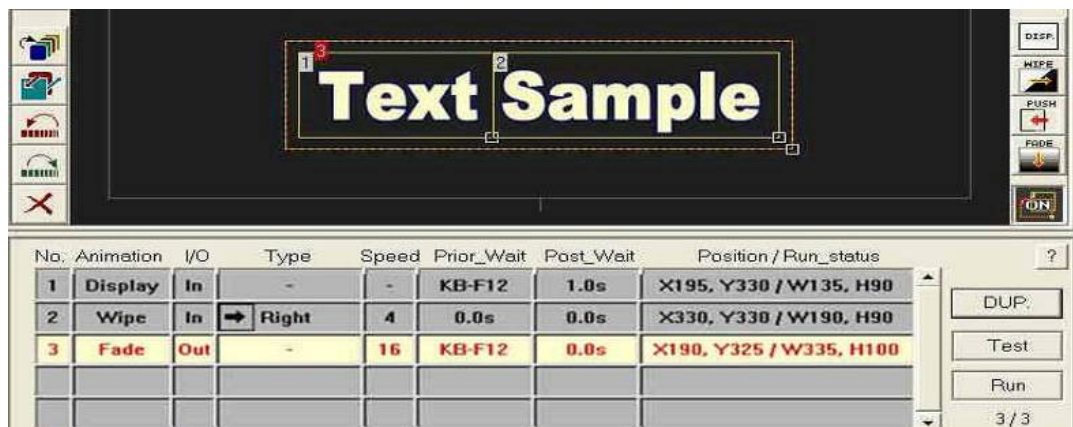 DISP.
WIPE
PUSH
FADE
ON
3
1
2
Text Sample
No. Animation I/O Type Speed Prior_Wait Post_Wait Position / Run_status ?
1 Display In - - KB-F12 1.0s X195, Y330 / W135, H90
2 Wipe In Right 4 0.0s 0.0s X330, Y330 / W190, H90
3 Fade Out - 16 KB-F12 0.0s X190, Y325 / W335, H100
DUP.
Test
Run
3/3